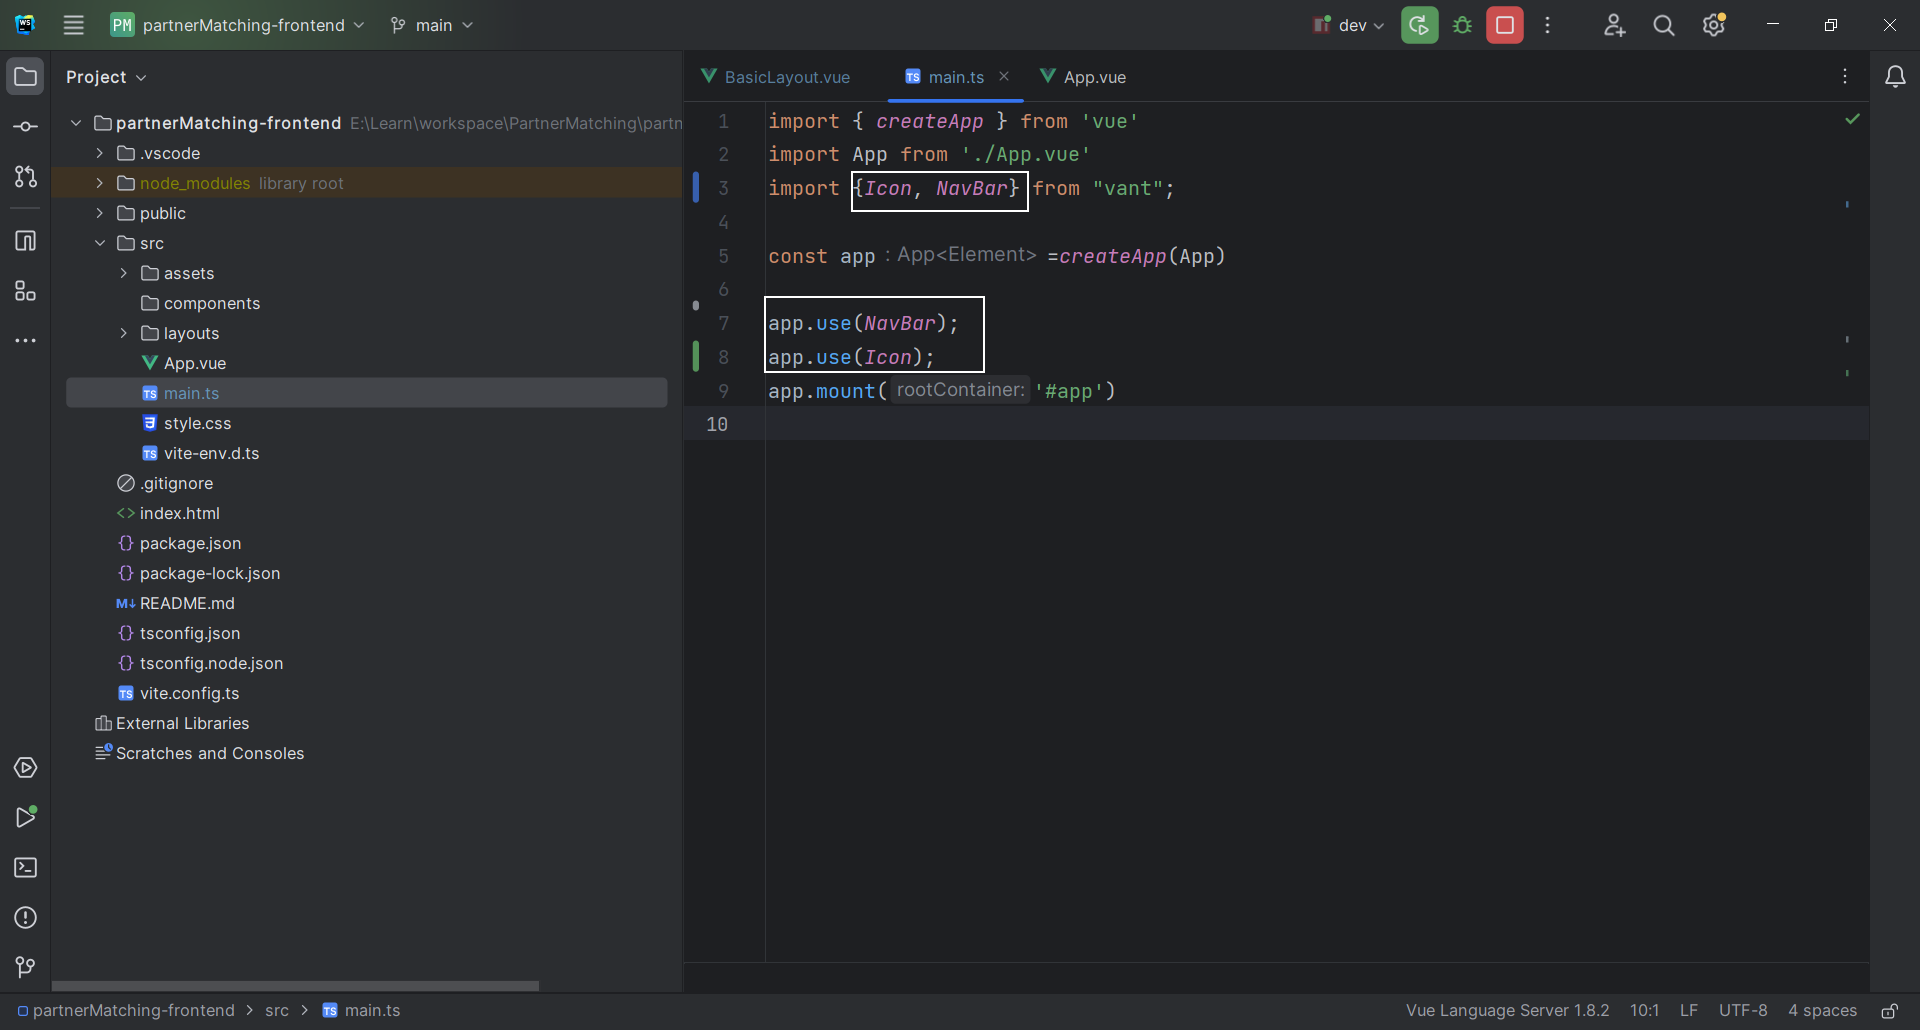 PM partnerMatching-frontend main dev
Project
BasicLayout.vue main.ts App.vue
partnerMatching-frontend E:\Learn\workspace\PartnerMatching\partn
.vscode
node_modules library root
public
src
assets
components
layouts
App.vue
main.ts
style.css
vite-env.d.ts
.gitignore
index.html
package.json
package-lock.json
README.md
tsconfig.json
tsconfig.node.json
vite.config.ts
External Libraries
Scratches and Consoles
1 import { createApp } from 'vue'
2 import App from './App.vue'
3 import {Icon, NavBar} from "vant";
4
5 const app : App<Element> =createApp(App)
6
7 app.use(NavBar);
8 app.use(Icon);
9 app.mount( rootContainer: '#app')
10
partnerMatching-frontend > src > main.ts
Vue Language Server 1.8.2 10:1 LF UTF-8 4 spaces